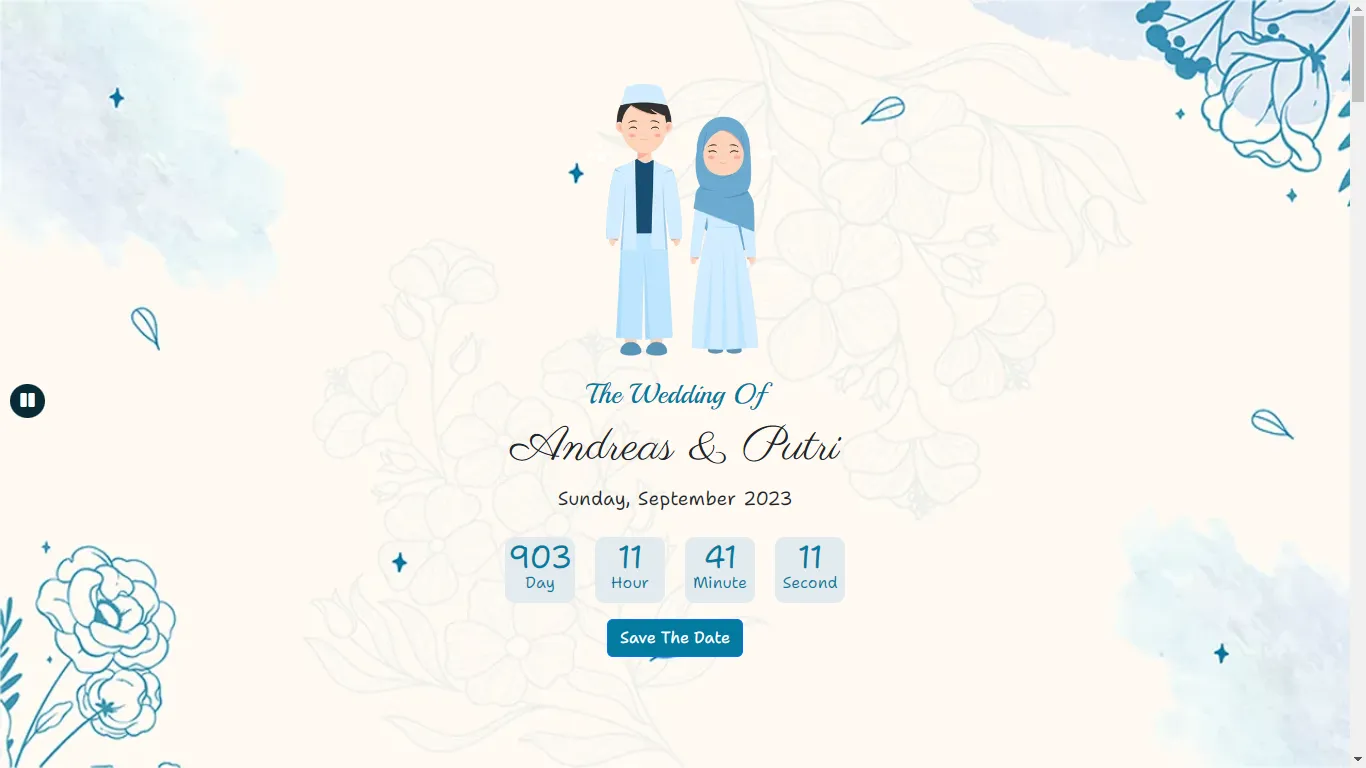 The Wedding Of
Andreas & Putri
Sunday, September 2023
903 11 41 11
Day Hour Minute Second
Save The Date